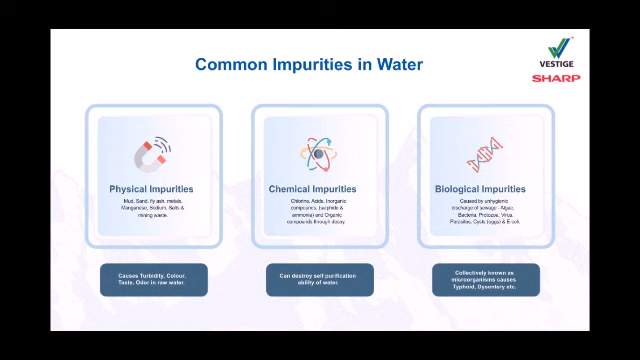 Common Impurities in Water
VESTIGE
SHARP
Physical Impurities
Mud, Sand, fly ash, metals,
Manganese, Sodium, Salts &
mining waste.
Chemical Impurities
Chlorine, Acids, Inorganic
compounds, (sulphide &
ammonia) and Organic
compounds through decay.
Biological Impurities
Caused by unhygienic
discharge of sewage - Algae,
Bacteria, Protozoa, Virus,
Parasites, Cysts (eggs) & E-coli.
Causes Turbidity, Colour,
Taste, Odor in raw water.
Can destroy self purification
ability of water.
Collectively known as
microorganisms causes
Typhoid, Dysentery etc.